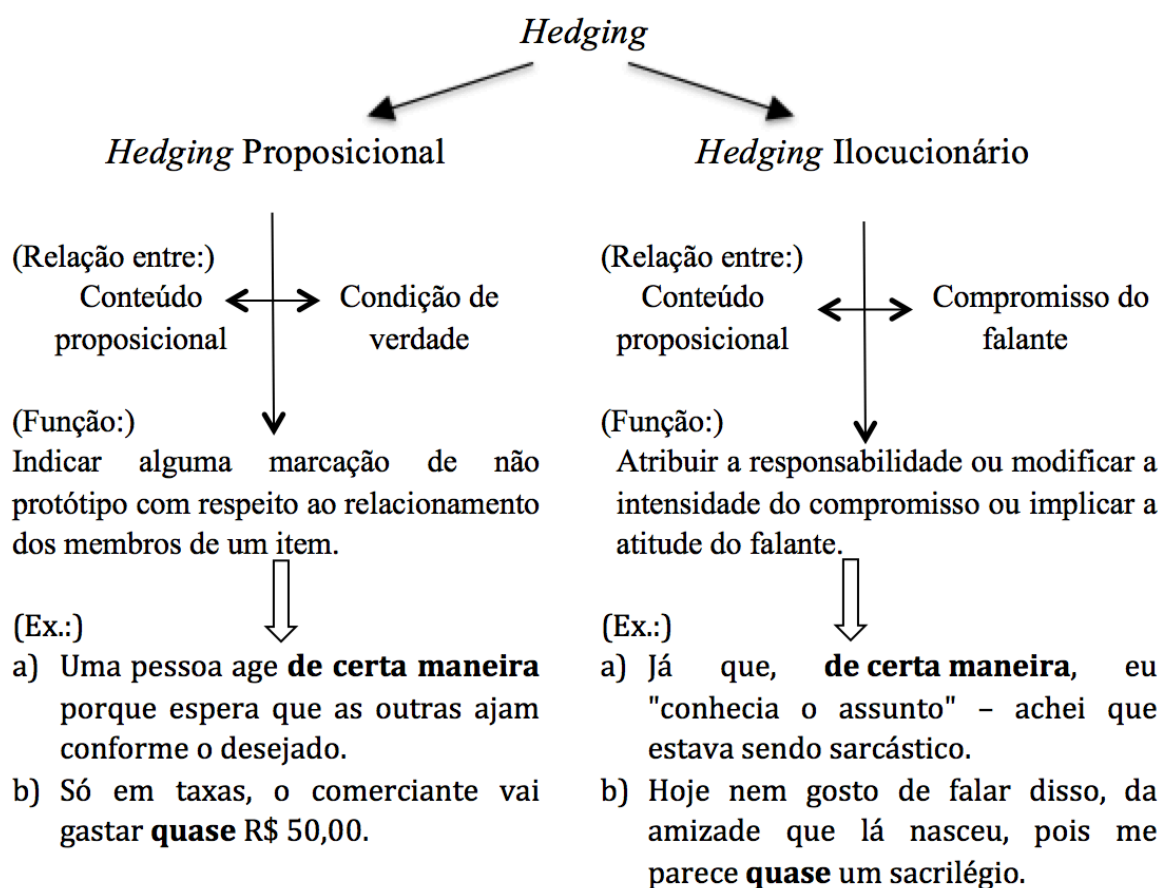 Hedging
Hedging Proposicional
(Relação entre:)
Conteúdo proposicional
Condição de verdade
(Função:)
Indicar alguma marcação de não
protótipo com respeito ao relacionamento
dos membros de um item.
(Ex.:)
a) Uma pessoa age de certa maneira
porque espera que as outras ajam
conforme o desejado.
b) Só em taxas, o comerciante vai
gastar quase R$ 50,00.
Hedging Ilocucionário
(Relação entre:)
Conteúdo proposicional
Compromisso do falante
(Função:)
Atribuir a responsabilidade ou modificar a
intensidade do compromisso ou implicar a
atitude do falante.
(Ex.:)
a) Já que, de certa maneira, eu
"conhecia o assunto" – achei que
estava sendo sarcástico.
b) Hoje nem gosto de falar disso, da
amizade que lá nasceu, pois me
parece quase um sacrilégio.